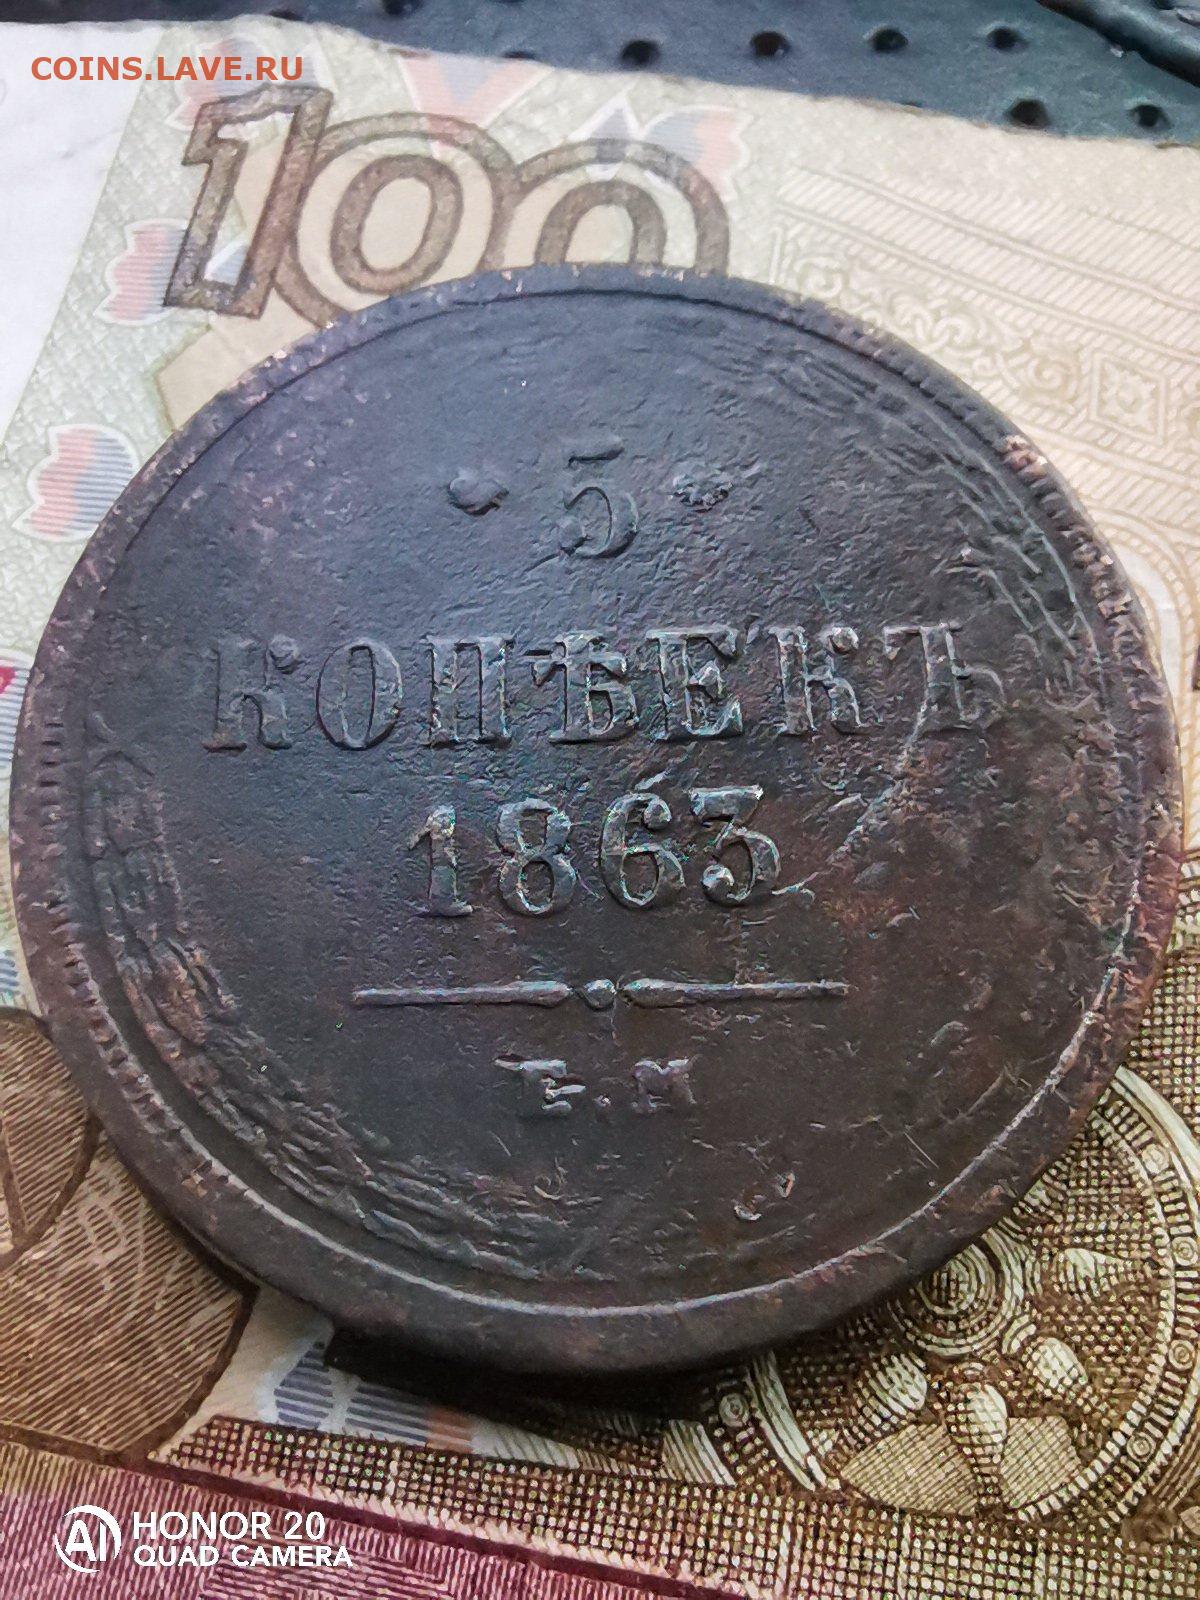 COINS.LAVE.RU
100
5
КОПѢЕКЪ
1863
Е.М
HONOR 20
QUAD CAMERA